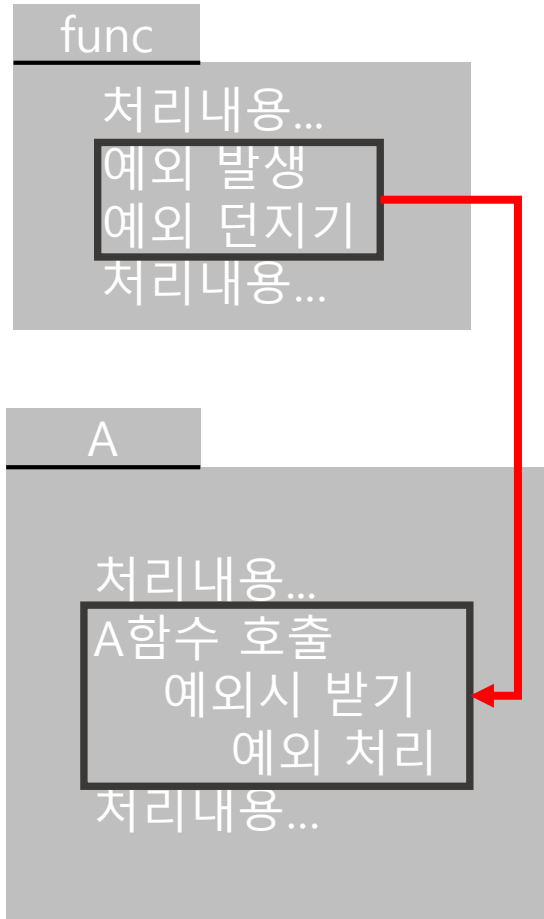 func
처리내용...
예외 발생
예외 던지기
처리내용...
A
처리내용...
A함수 호출
예외시 받기
예외 처리
처리내용...